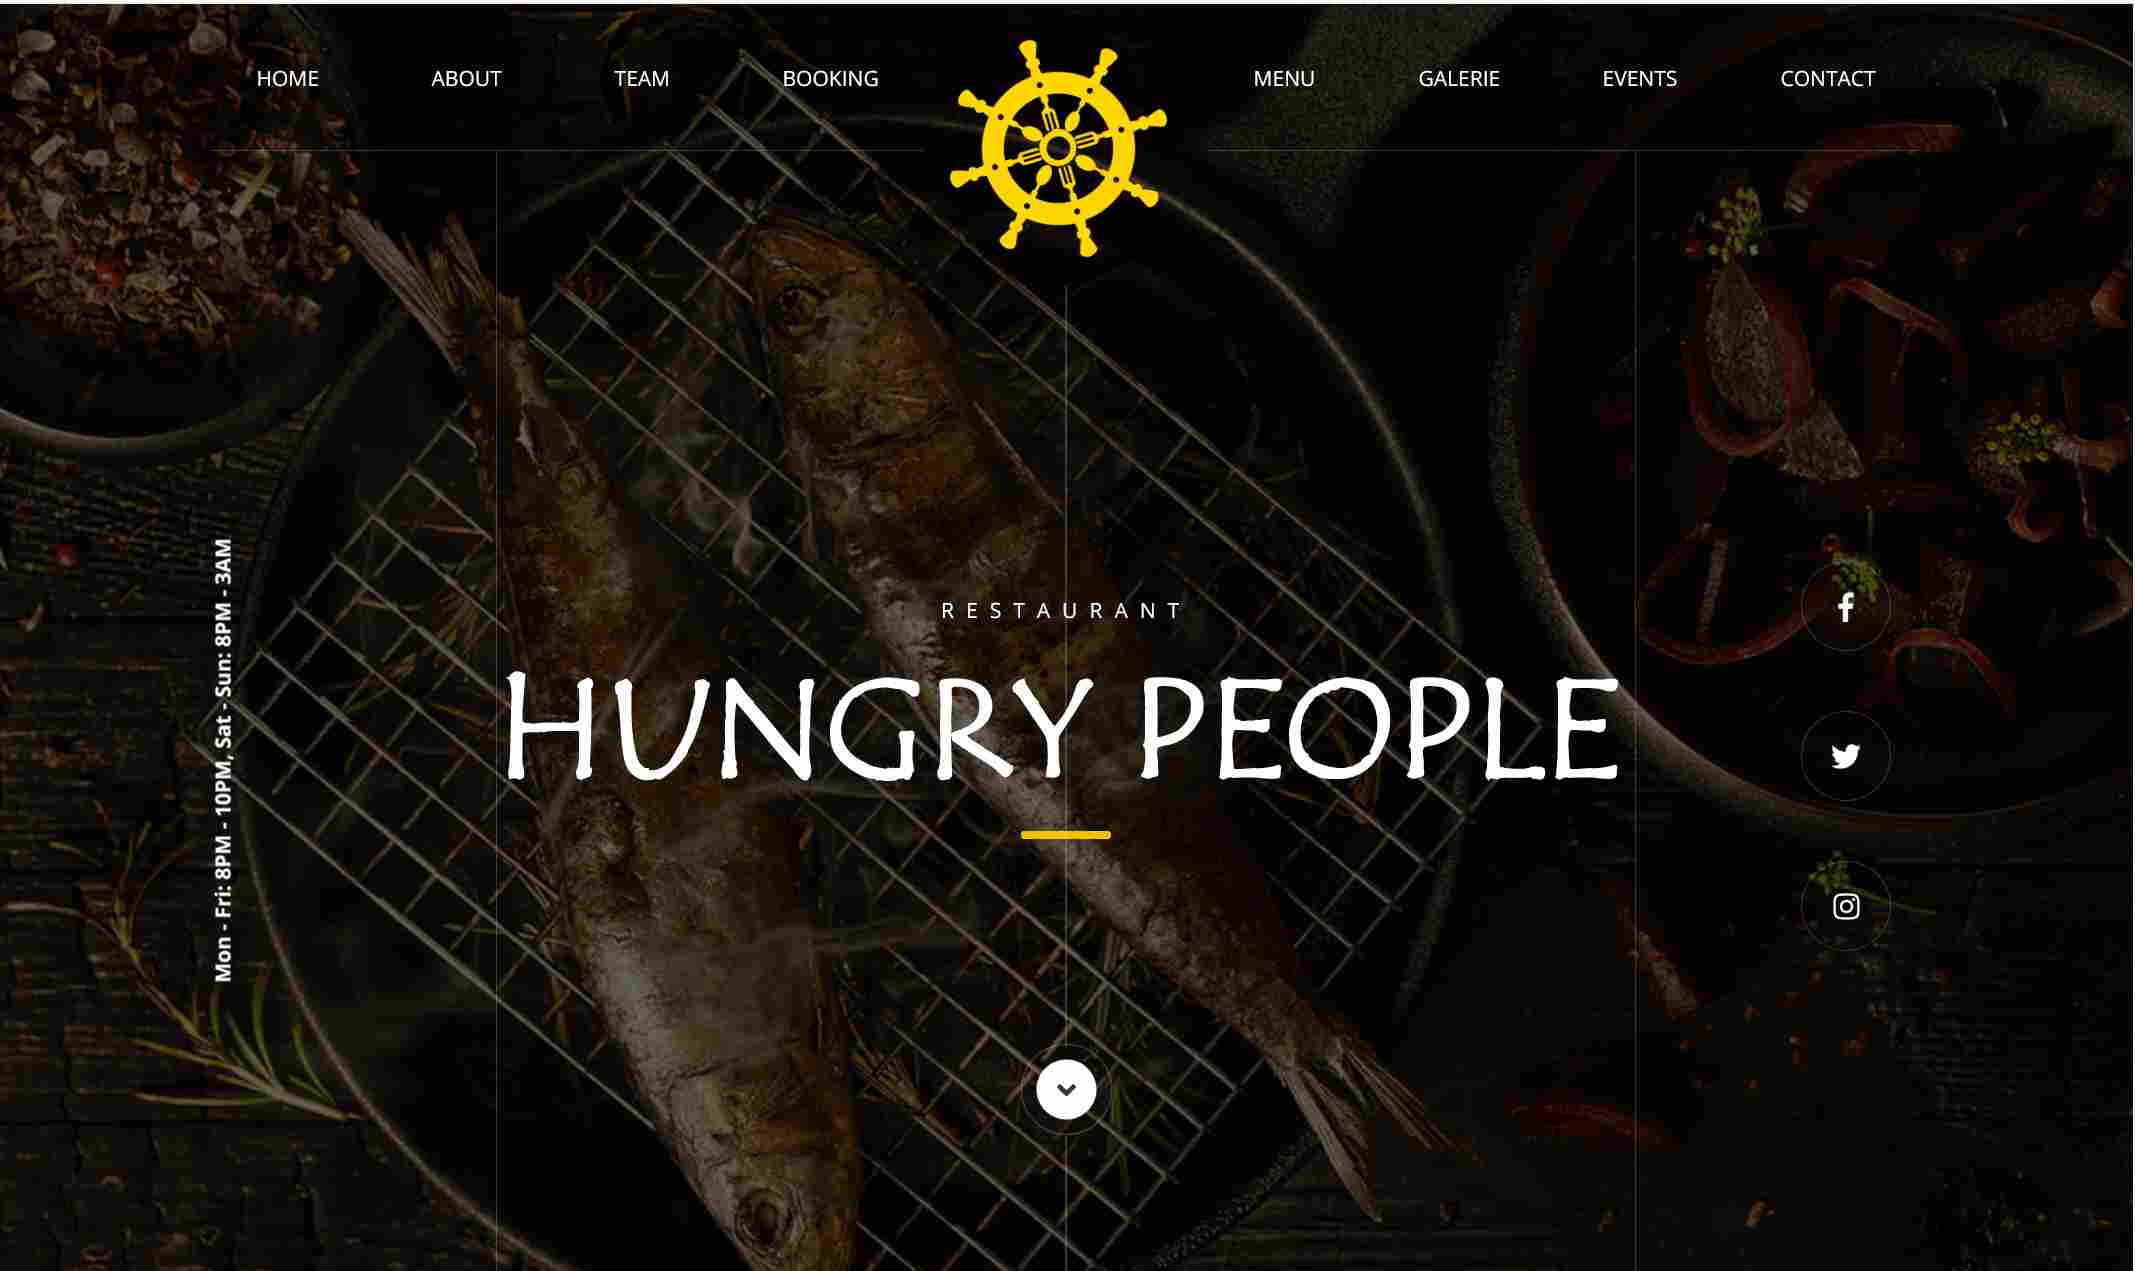 HOME
ABOUT
TEAM
BOOKING
MENU
GALERIE
EVENTS
CONTACT
Mon - Fri: 8PM - 10PM, Sat - Sun: 8PM - 3AM
RESTAURANT
HUNGRY PEOPLE